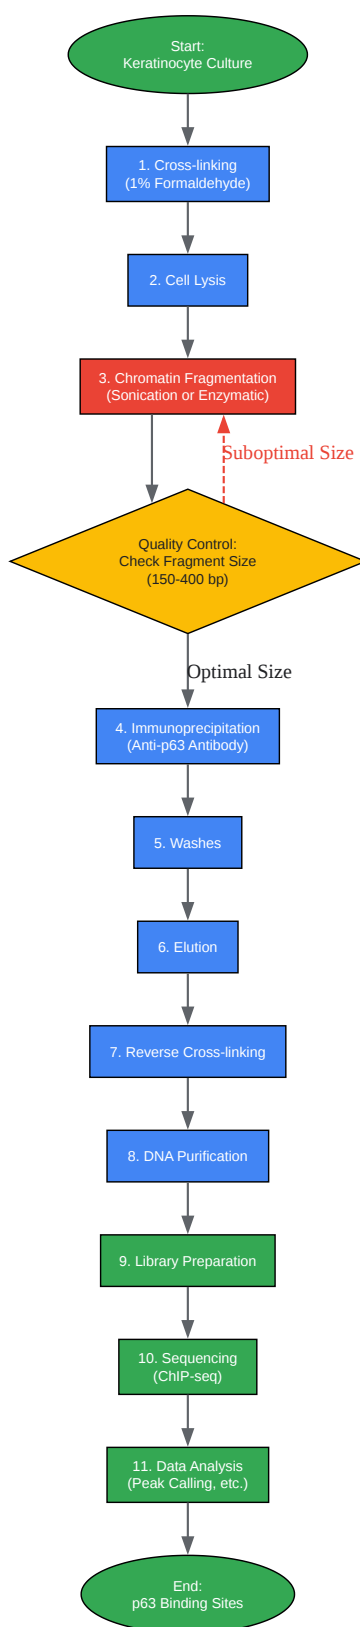 Start:
Keratinocyte Culture
1. Cross-linking
(1% Formaldehyde)
2. Cell Lysis
3. Chromatin Fragmentation
(Sonication or Enzymatic)
Suboptimal Size
Quality Control:
Check Fragment Size
(150-400 bp)
Optimal Size
4. Immunoprecipitation
(Anti-p63 Antibody)
5. Washes
6. Elution
7. Reverse Cross-linking
8. DNA Purification
9. Library Preparation
10. Sequencing
(ChIP-seq)
11. Data Analysis
(Peak Calling, etc.)
End:
p63 Binding Sites